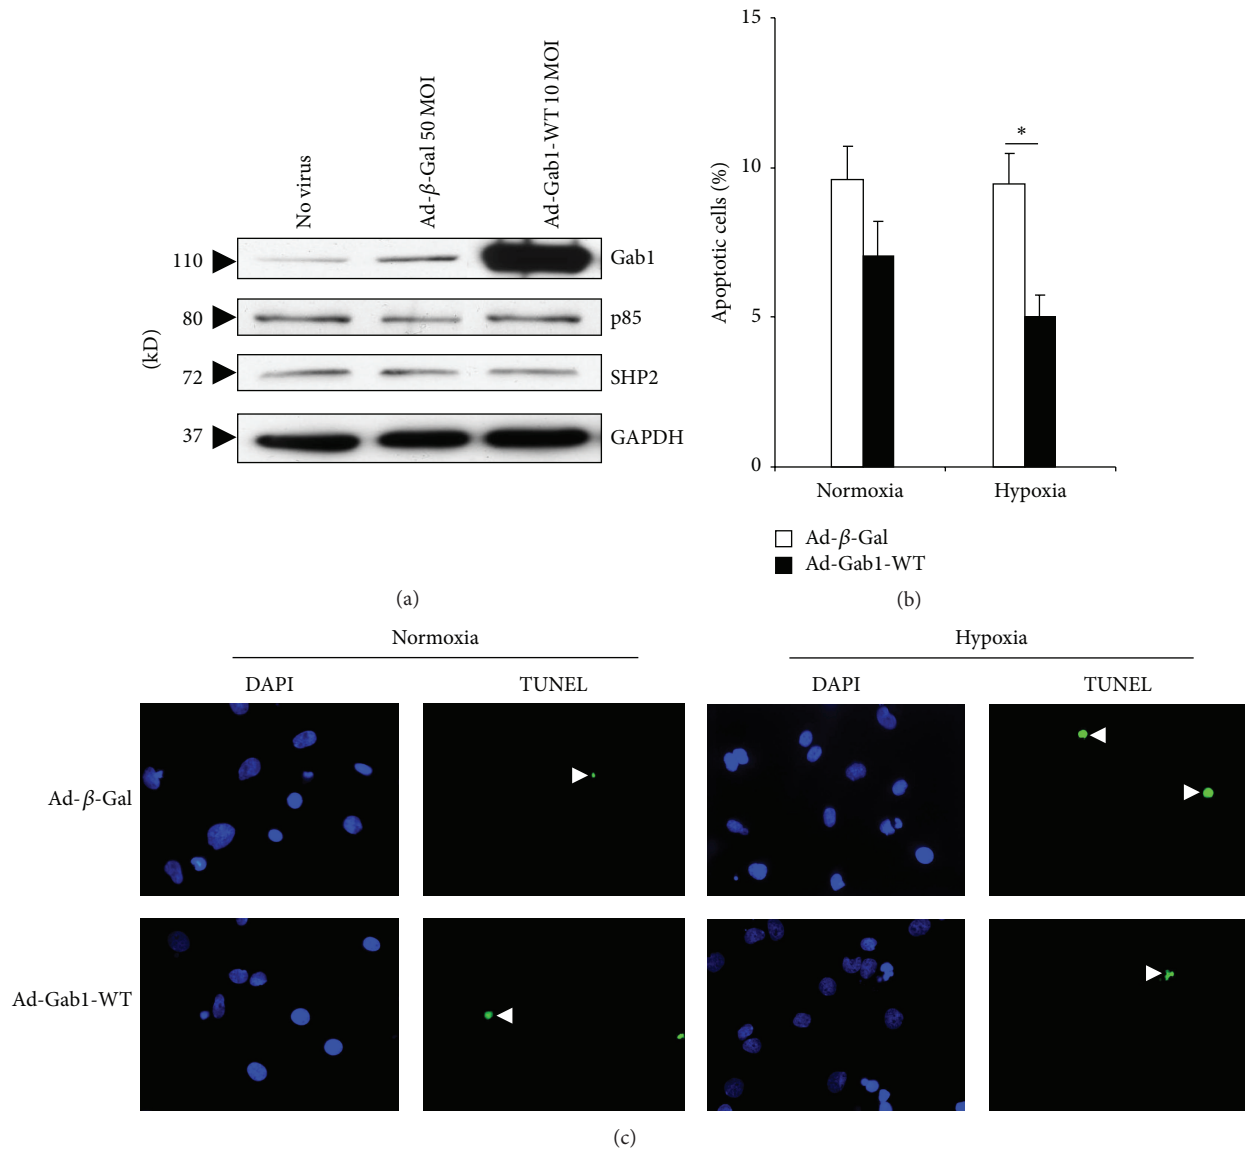 No virus
Ad-β-Gal 50 MOI
Ad-Gab1-WT 10 MOI
110
Gab1
80
p85
(kD)
72
SHP2
37
GAPDH
(a)
15
10
5
0
Apoptotic cells (%)
*
Normoxia
Hypoxia
Ad-β-Gal
Ad-Gab1-WT
(b)
Normoxia
Hypoxia
DAPI
TUNEL
DAPI
TUNEL
Ad-β-Gal
Ad-Gab1-WT
(c)